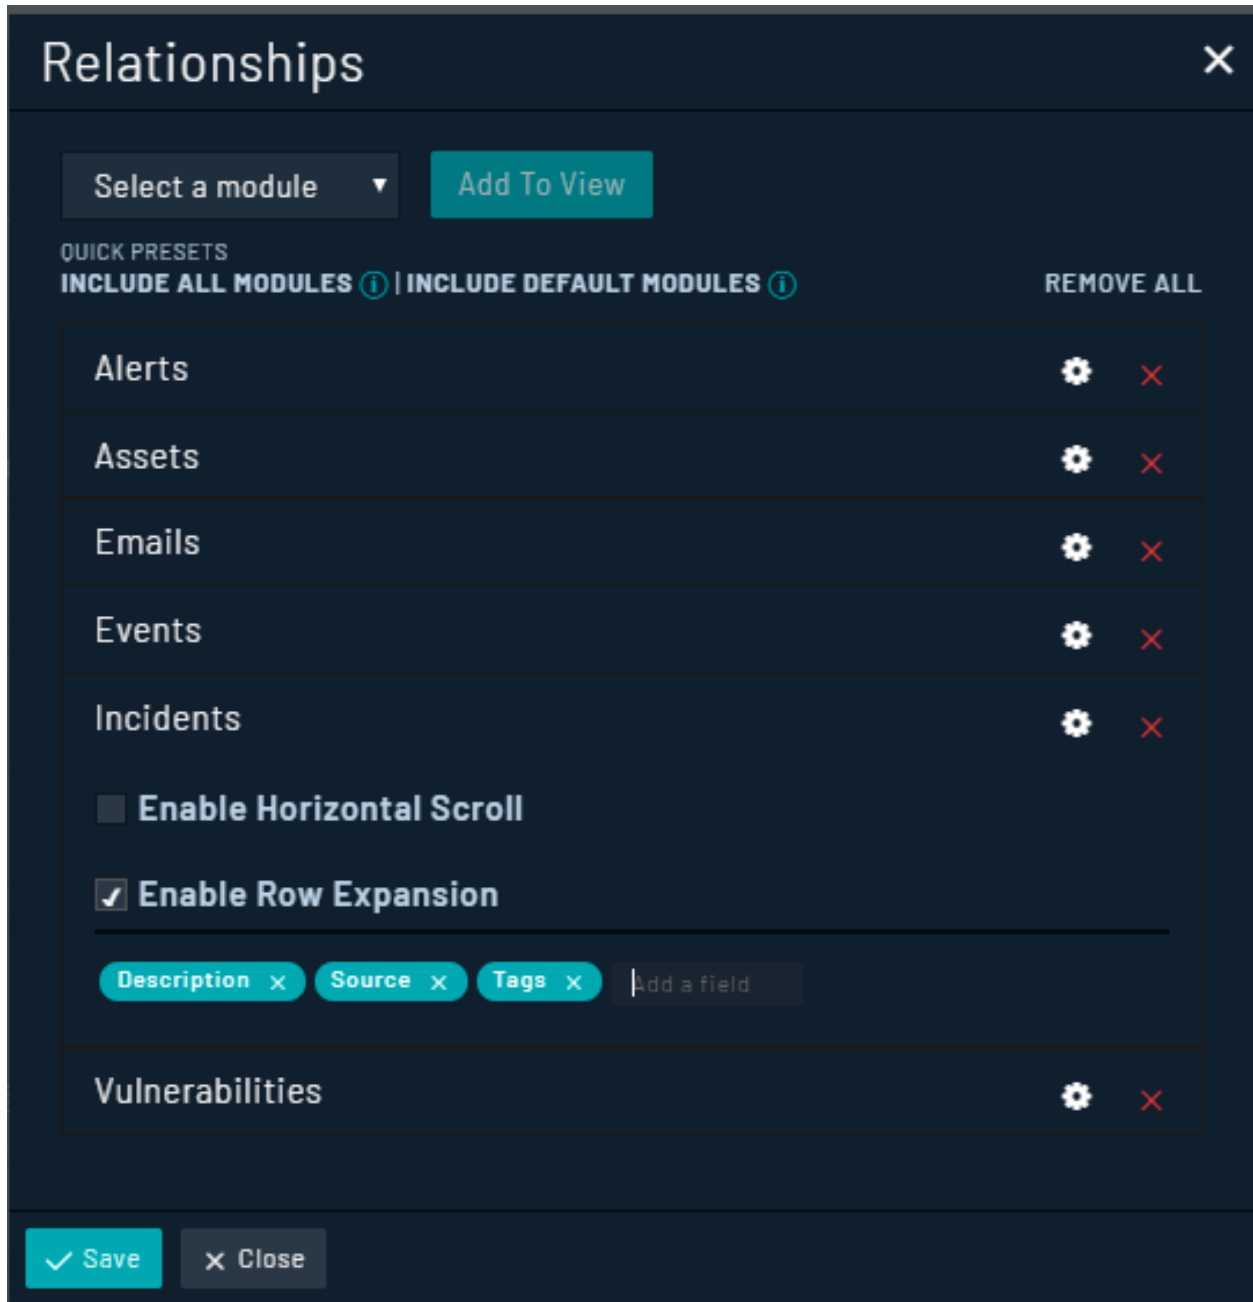 Relationships
Select a module Add To View
QUICK PRESETS
INCLUDE ALL MODULES | INCLUDE DEFAULT MODULES REMOVE ALL
Alerts
Assets
Emails
Events
Incidents
Enable Horizontal Scroll
Enable Row Expansion
Description Source Tags Add a field
Vulnerabilities
Save Close